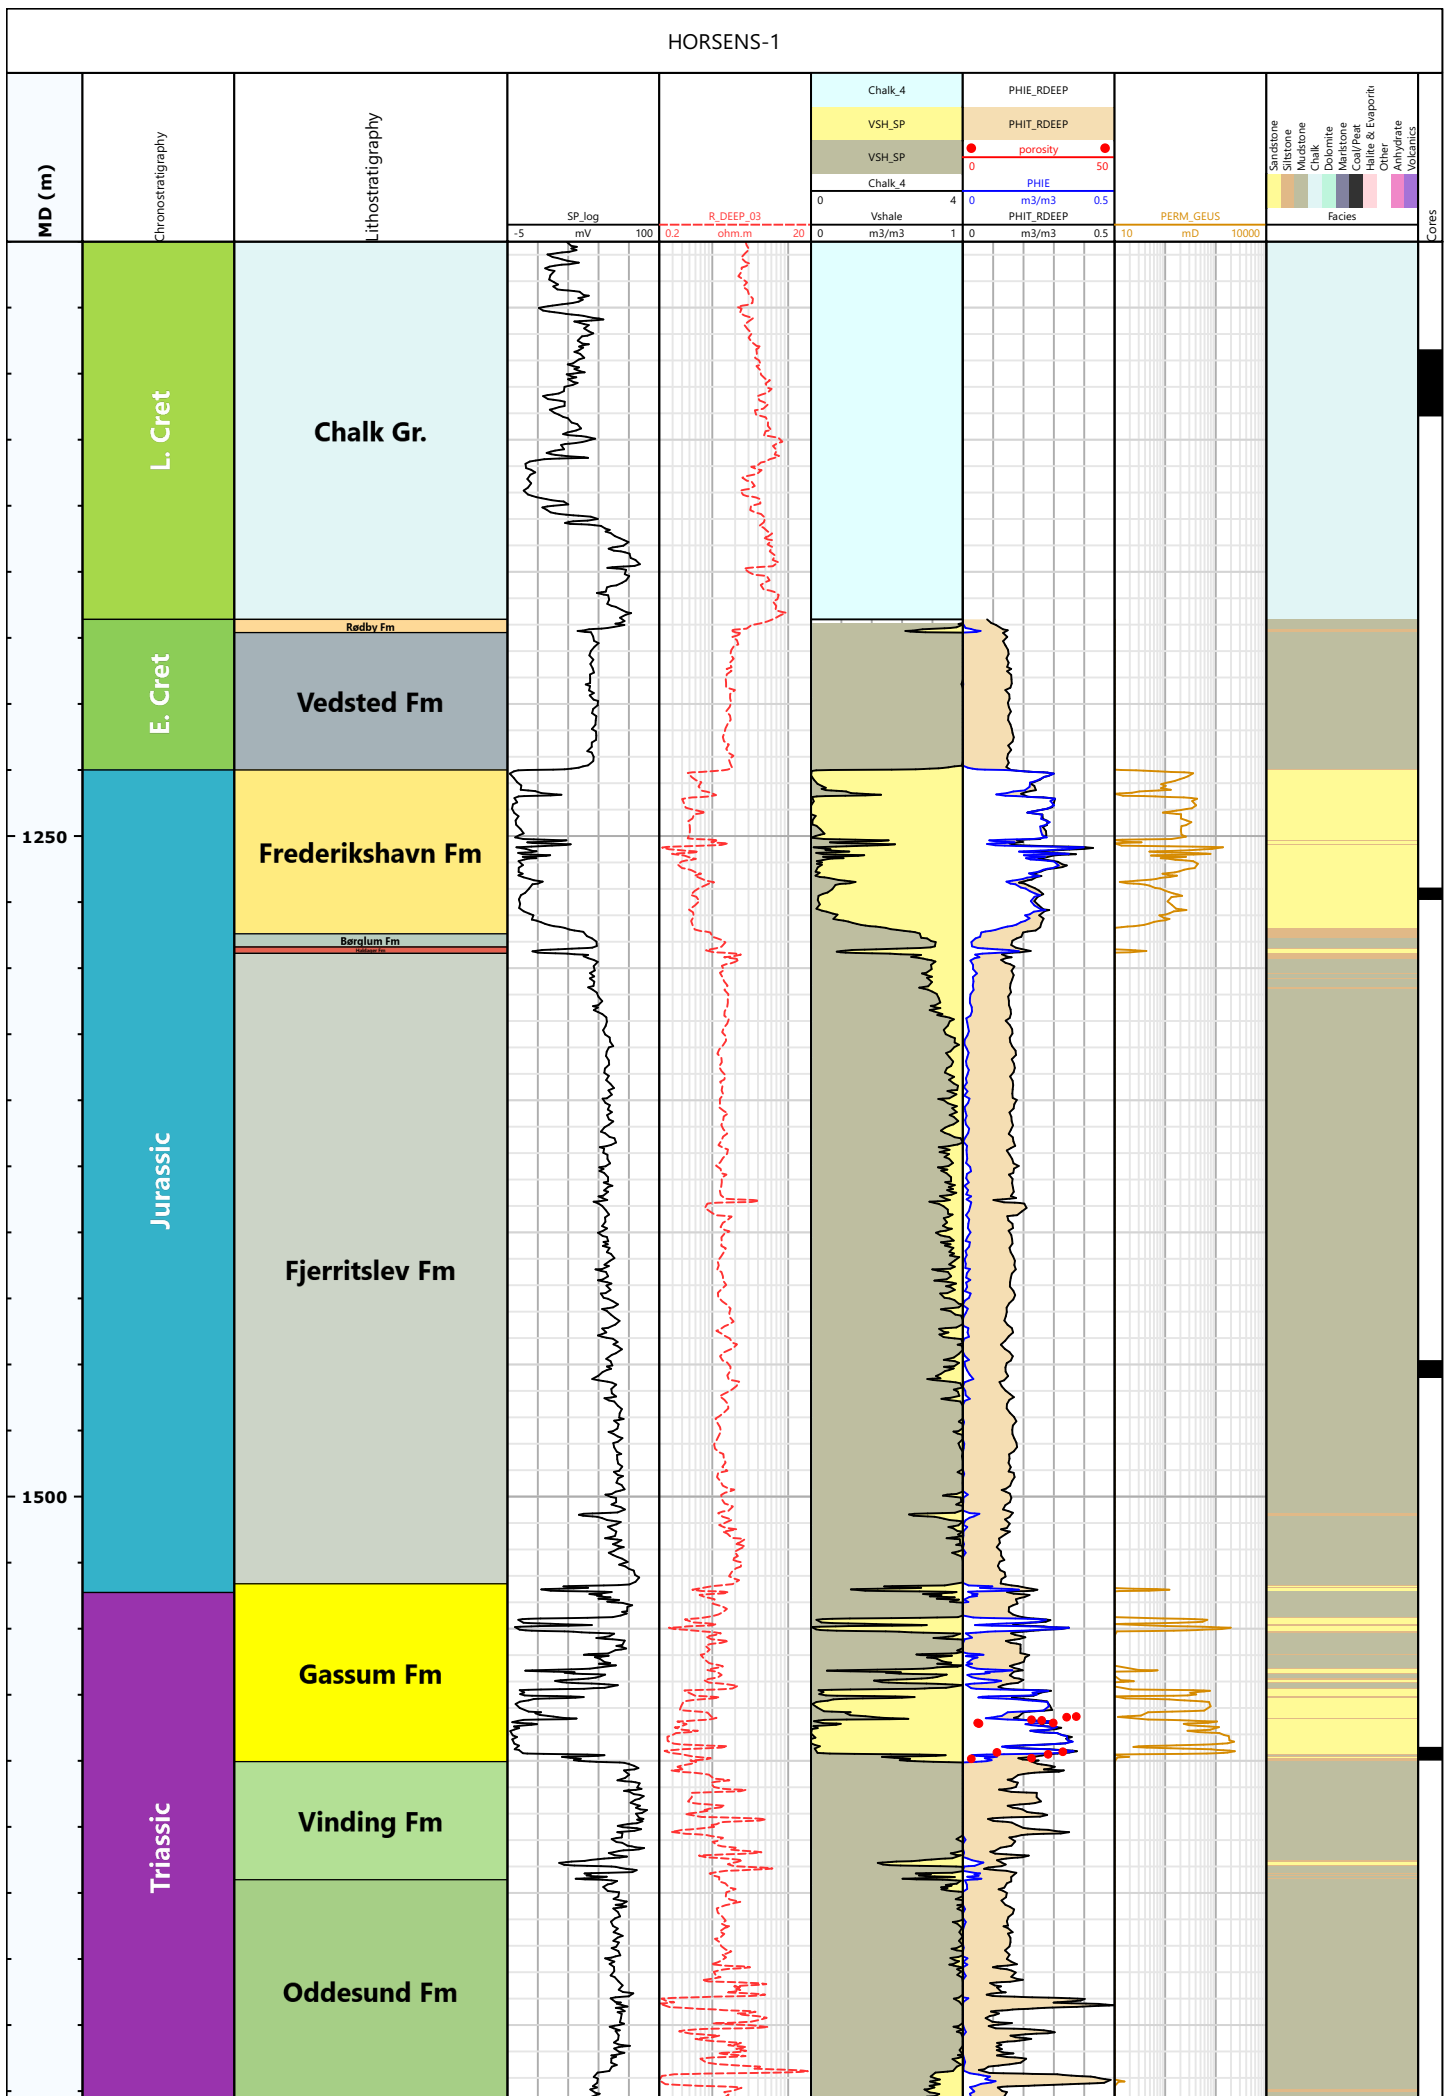 HORSENS-1
MD (m)
Chronostratigraphy
Lithostratigraphy
SP_log
-5 mV 100
R_DEEP_03
0.2 ohm.m 20
Chalk_4
VSH_SP
VSH_SP
Chalk_4
0 4
Vshale
0 m3/m3 1
PHIE_RDEEP
PHIT_RDEEP
porosity
0 50
PHIE
0 m3/m3 0.5
PHIT_RDEEP
0 m3/m3 0.5
PERM_GEUS
10 mD 10000
Sandstone
Siltstone
Mudstone
Chalk
Dolomite
Marlstone
Coal/Peat
Halite & Evaporit
Other
Anhydrite
Volcanics
Facies
Cores
L. Cret
Chalk Gr.
Rødby Fm
E. Cret
Vedsted Fm
1250
Frederikshavn Fm
Børglum Fm
Jurassic
Fjerritslev Fm
1500
Gassum Fm
Triassic
Vinding Fm
Oddesund Fm